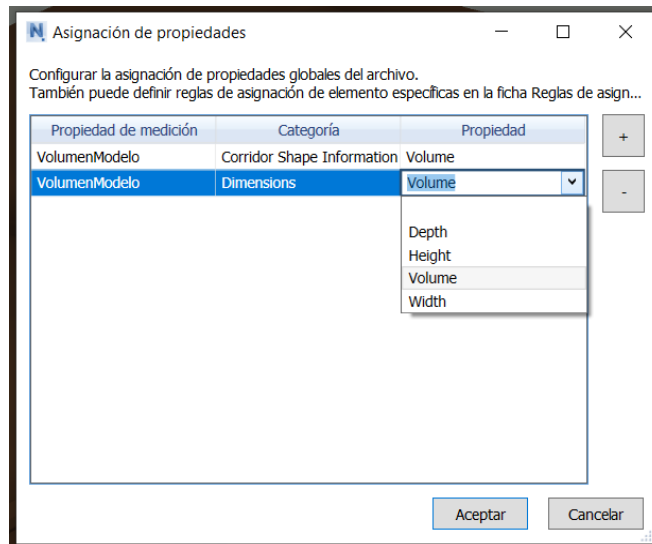 Asignación de propiedades
Configurar la asignación de propiedades globales del archivo.
También puede definir reglas de asignación de elemento específicas en la ficha Reglas de asign...
Propiedad de medición Categoría Propiedad
+
VolumenModelo Corridor Shape Information Volume
VolumenModelo Dimensions Volume
-
Depth
Height
Volume
Width
Aceptar Cancelar